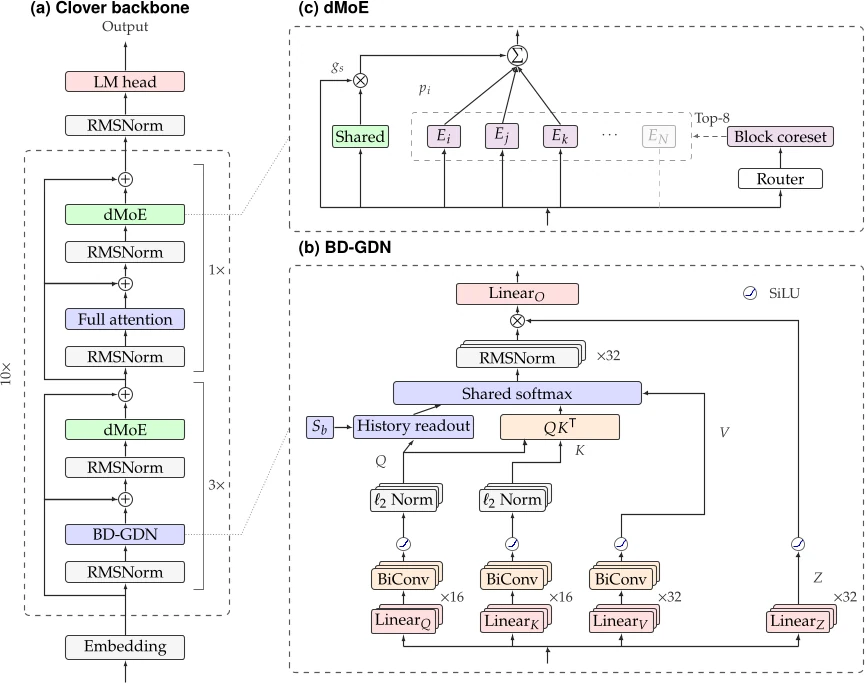 (a) Clover backbone
Output
LM head
RMSNorm
dMoE
RMSNorm
1×
Full attention
RMSNorm
10×
dMoE
RMSNorm
3×
BD-GDN
RMSNorm
Embedding
(c) dMoE
Σ
g_s
p_i
Shared
E_i
E_j
E_k
···
E_N
Top-8
Block coreset
Router
(b) BD-GDN
Linear_O
SiLU
RMSNorm
×32
Shared softmax
S_b
History readout
QK^T
Q
K
V
ℓ_2 Norm
ℓ_2 Norm
BiConv
BiConv
BiConv
Z
×16
×16
×32
×32
Linear_Q
Linear_K
Linear_V
Linear_Z